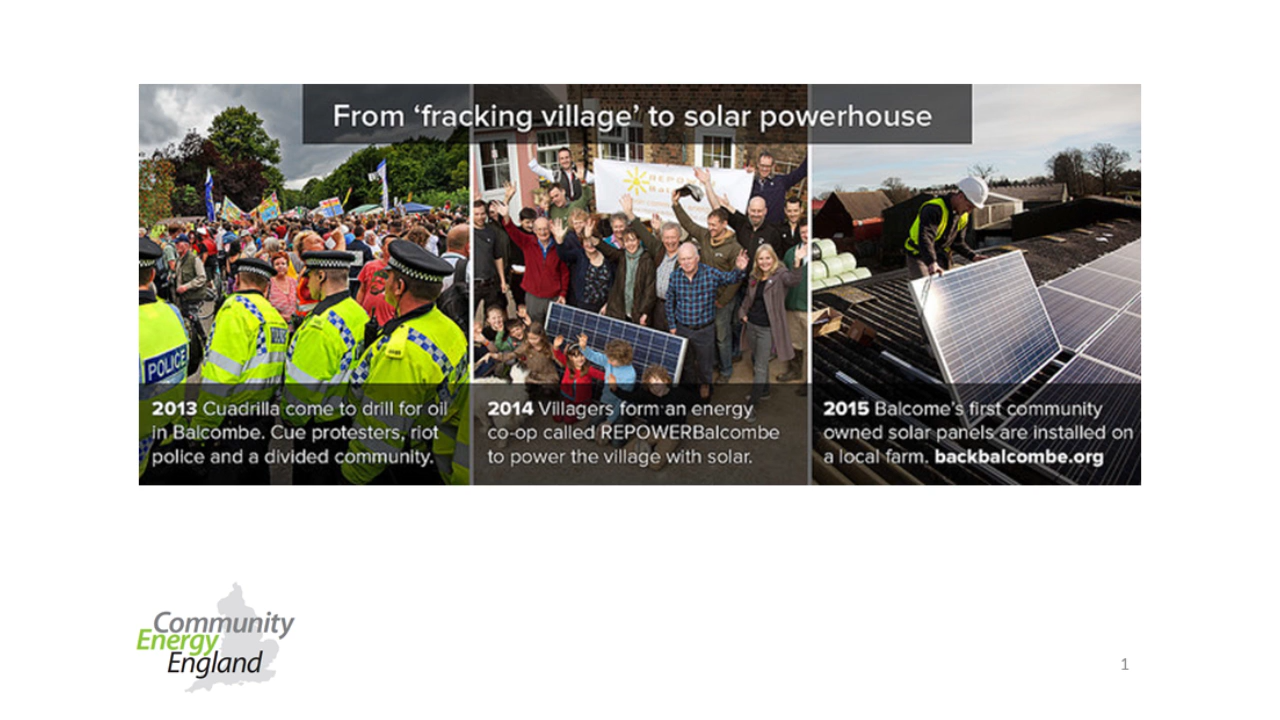 From ‘fracking village’ to solar powerhouse
REPOWER
Balcombe
POLICE
2013 Cuadrilla come to drill for oil
in Balcombe. Cue protesters, riot
police and a divided community.
2014 Villagers form an energy
co-op called REPOWERBalcombe
to power the village with solar.
2015 Balcome’s first community
owned solar panels are installed on
a local farm. backbalcombe.org
Community
Energy
England
1